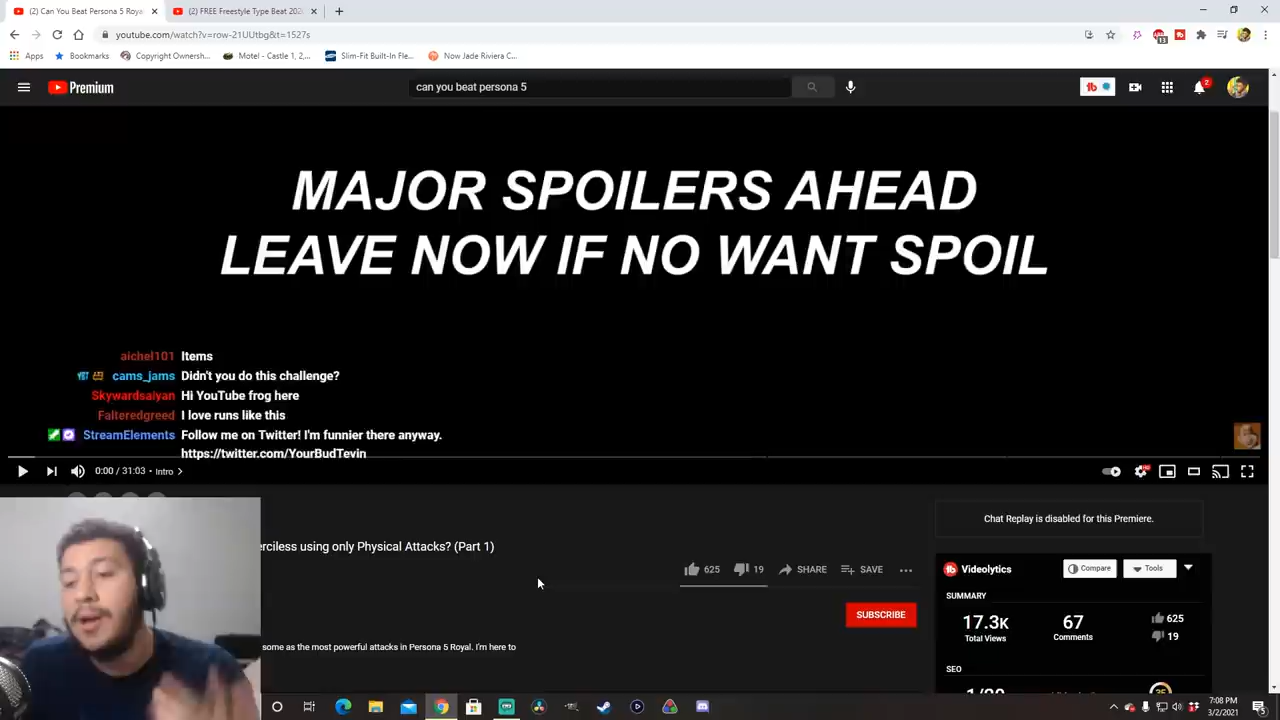 (2) Can You Beat Persona 5 Roya
(2) FREE Freestyle Type Beat 202
youtube.com/watch?v=row-21UUtbg&t=1527s
13
Apps
Bookmarks
Copyright Ownersh...
Motel - Castle 1, 2,...
Slim-Fit Built-In Fle...
Now Jade Riviera C...
Premium
can you beat persona 5
2
MAJOR SPOILERS AHEAD
LEAVE NOW IF NO WANT SPOIL
aichel101 Items
cams_jams Didn't you do this challenge?
Skywardsaiyan Hi YouTube frog here
Falteredgreed I love runs like this
StreamElements Follow me on Twitter! I'm funnier there anyway.
https://twitter.com/YourBudTevin
0:00 / 31:03 • Intro
Chat Replay is disabled for this Premiere.
erciless using only Physical Attacks? (Part 1)
625
19
SHARE
SAVE
Videolytics
Compare
Tools
SUMMARY
SUBSCRIBE
17.3K
67
625
Total Views
Comments
19
some as the most powerful attacks in Persona 5 Royal. I'm here to
SEO
35
7:08 PM
3/2/2021